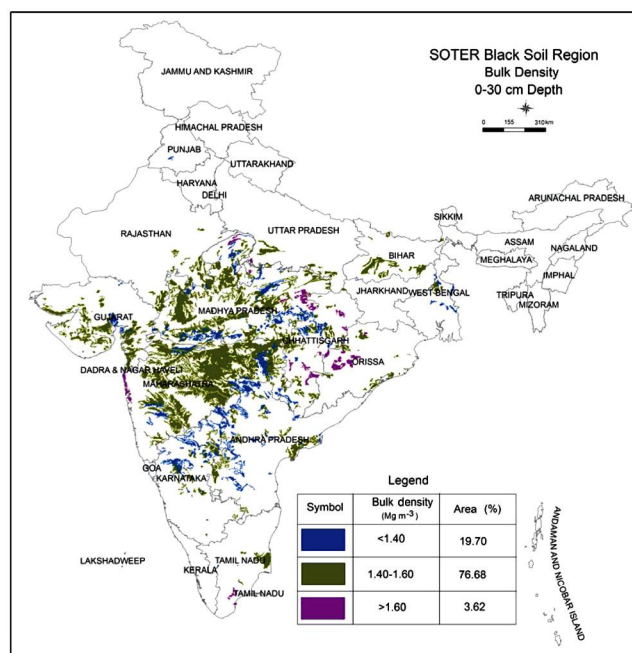 SOTER Black Soil Region
Bulk Density
0-30 cm Depth
0 155 310km
JAMMU AND KASHMIR
HIMACHAL PRADESH
PUNJAB
UTTARAKHAND
HARYANA
DELHI
ARUNACHAL PRADESH
SIKKIM
RAJASTHAN
UTTAR PRADESH
ASSAM
NAGALAND
BIHAR
MEGHALAYA
IMPHAL
JHARKHAND
WEST-BENGAL
TRIPURA
MIZORAM
GUJARAT
MADHYA PRADESH
CHHATTISGARH
ORISSA
DADRA & NAGAR HAVELI
MAHARASHTRA
ANDHRA PRADESH
GOA
KARNATAKA
LAKSHADWEEP
KERALA
TAMIL NADU
TAMIL NADU
ANDAMAN AND NICOBAR ISLAND
Legend
Symbol Bulk density (Mg m⁻³) Area (%)
<1.40 19.70
1.40-1.60 76.68
>1.60 3.62